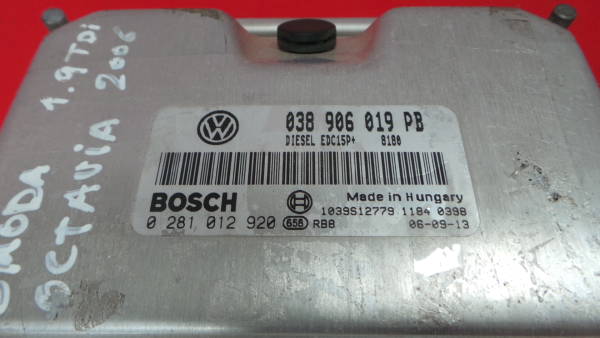 SKODA 1.9TDi
OCTAVIA 2006
038 906 019 PB
DIESEL EDC15P+ 8180
BOSCH
Made in Hungary
0 281 012 920 656 RB8
1039S12779 1184 0398
06-09-13